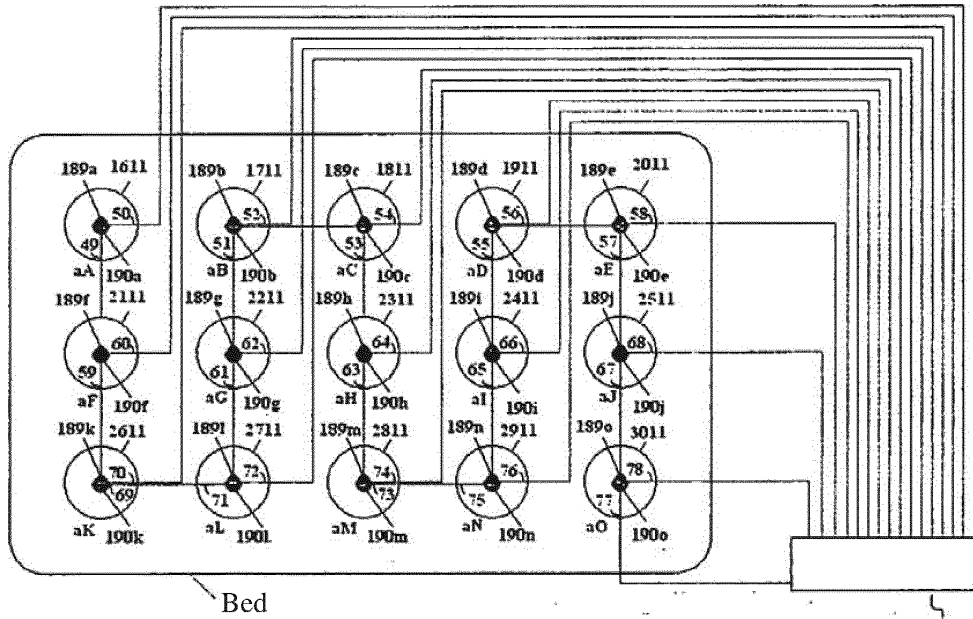 189a 1611 189b 1711 189c 1811 189d 1911 189e 2011
50 52 54 56 58
49 51 53 55 57
aA 190a aB 190b aC 190c aD 190d aE 190e
189f 2111 189g 2211 189h 2311 189i 2411 189j 2511
60 62 64 66 68
59 61 63 65 67
aF 190f aG 190g aH 190h aI 190i aJ 190j
189k 2611 189l 2711 189m 2811 189n 2911 189o 3011
70 72 74 76 78
69 71 73 75 77
aK 190k aL 190l aM 190m aN 190n aO 190o
Bed